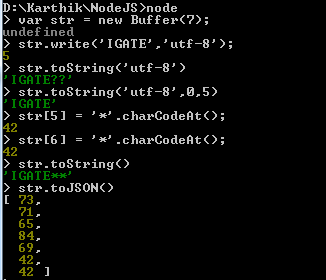 D:\Karthik\NodeJS>node
> var str = new Buffer(7);
undefined
> str.write('IGATE','utf-8');
5
> str.toString('utf-8')
'IGATE??'
> str.toString('utf-8',0,5)
'IGATE'
> str[5] = '*'.charCodeAt();
42
> str[6] = '*'.charCodeAt();
42
> str.toString()
'IGATE**'
> str.toJSON()
[ 73,
  71,
  65,
  84,
  69,
  42,
  42 ]